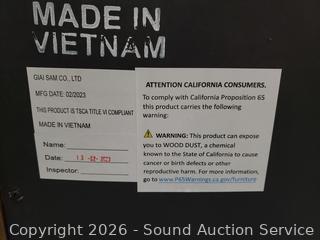 MADE IN
VIETNAM
GIAI SAM CO., LTD
MFG DATE: 02/2023
THIS PRODUCT IS TSCA TITLE VI COMPLIANT
MADE IN VIETNAM
Name:
Date: 13 -02- 2023
Inspector:
ATTENTION CALIFORNIA CONSUMERS.
To comply with California Proposition 65
this product carries the following
warning:
WARNING: This product can expose
you to WOOD DUST, a chemical
known to the State of California to cause
cancer or birth defects or other
reproductive harm. For more information,
go to www.P65Warnings.ca.gov/furniture
Copyright © 2026 - Sound Auction Service